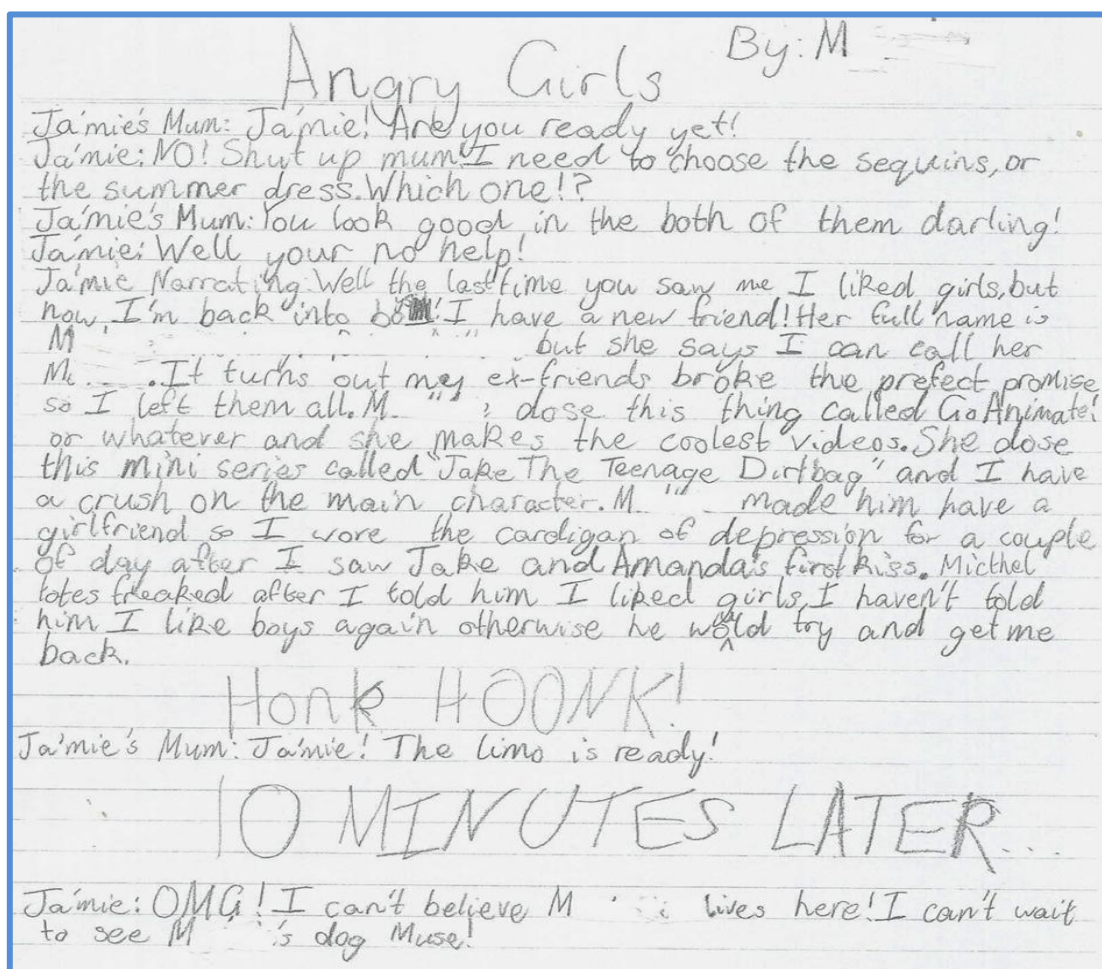 Angry Girls By: M
Ja'mie's Mum: Ja'mie! Are you ready yet!
Ja'mie: NO! Shut up mum! I need to choose the sequins, or
the summer dress. Which one!?
Ja'mie's Mum: You look good in the both of them darling!
Ja'mie: Well your no help!
Ja'mie Narrating: Well the last time you saw me I liked girls, but
now I'm back into I have a new friend! Her full name is
M but she says I can call her
M. It turns out my ex-friends broke the prefect promise
so I left them all. M dose this thing called GoAnimate!
or whatever and she makes the coolest videos. She dose
this mini series called "Jake The Teenage Dirtbag" and I have
a crush on the main character. M made him have a
girlfriend so I wore the cardigan of depression for a couple
of day after I saw Jake and Amanda's first kiss. Micthel
totes freaked after I told him I liked girls, I haven't told
him I like boys again otherwise he would try and get me
back.
Honk HOONK!
Ja'mie's Mum: Ja'mie! The limo is ready!
10 MINUTES LATER...
Ja'mie: OMG! I can't believe M lives here! I can't wait
to see M 's dog Muse!